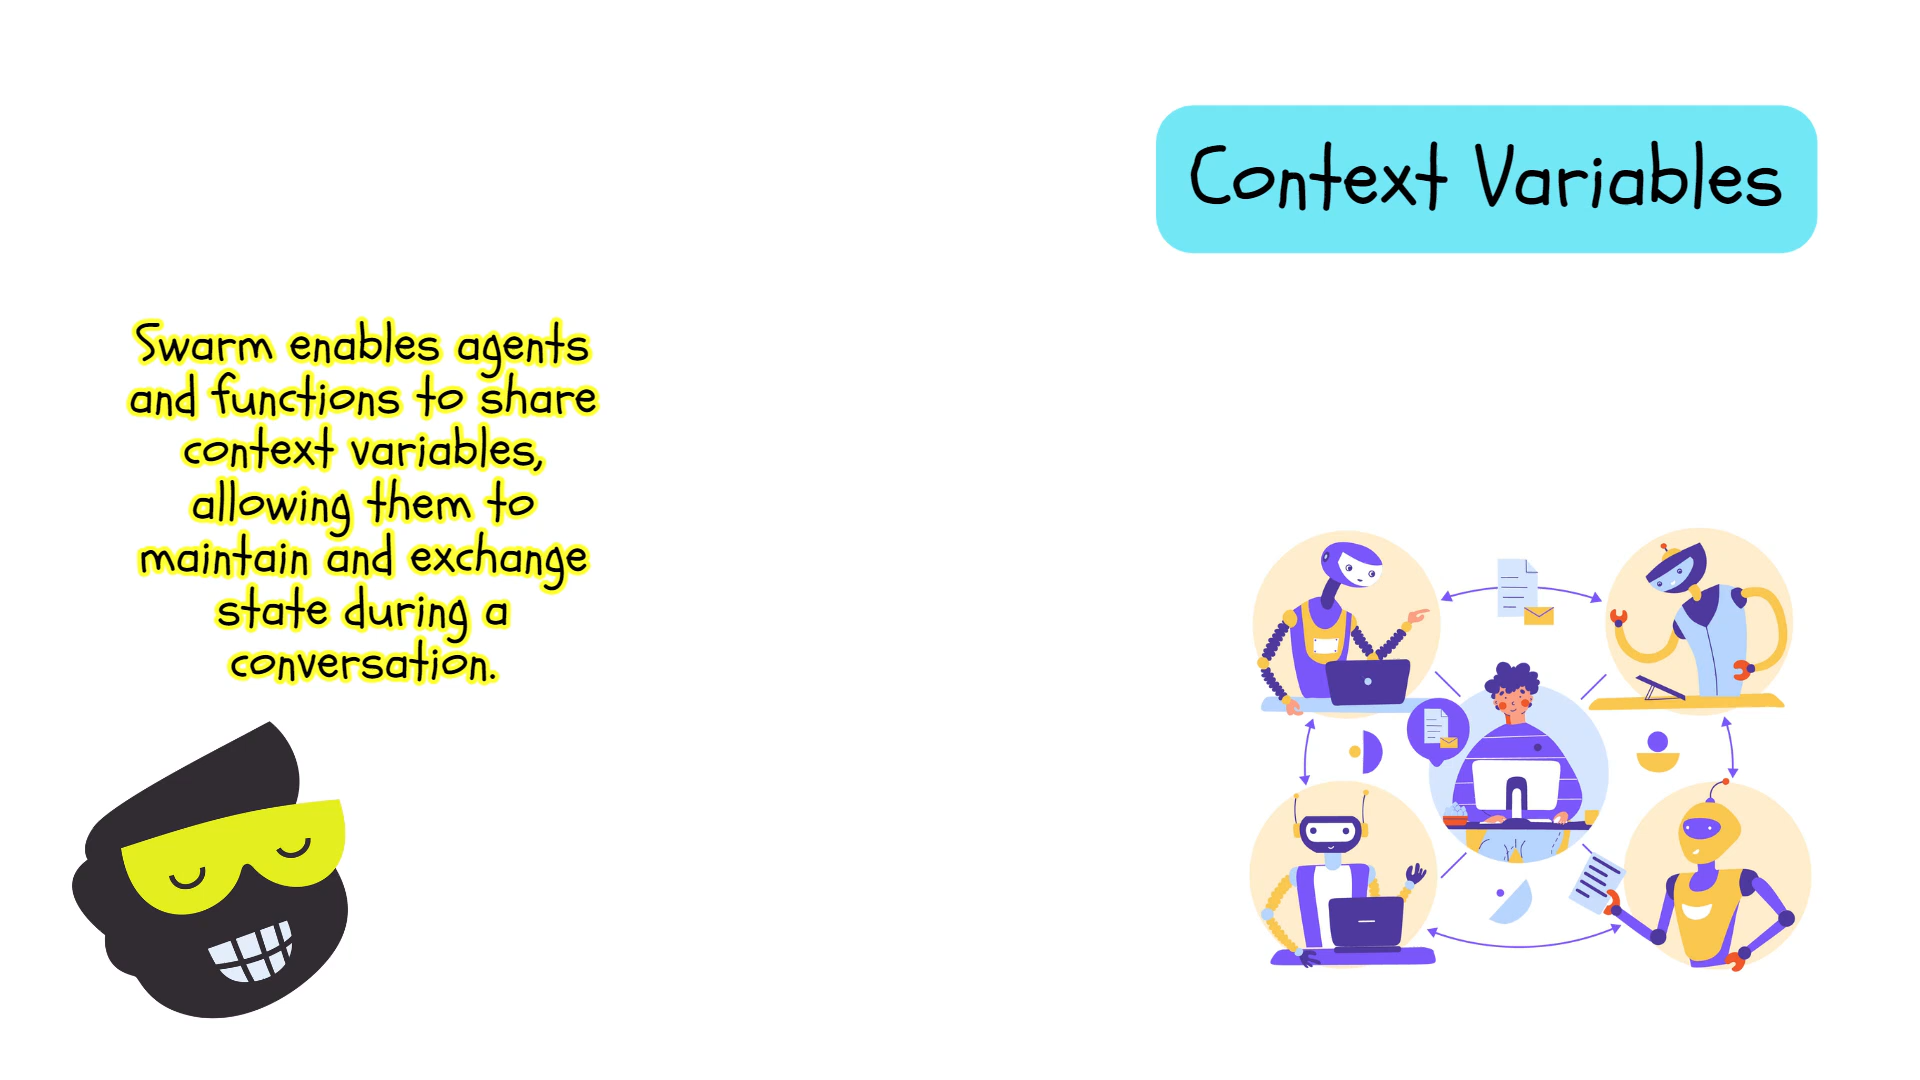 Context Variables
Swarm enables agents
and functions to share
context variables,
allowing them to
maintain and exchange
state during a
conversation.